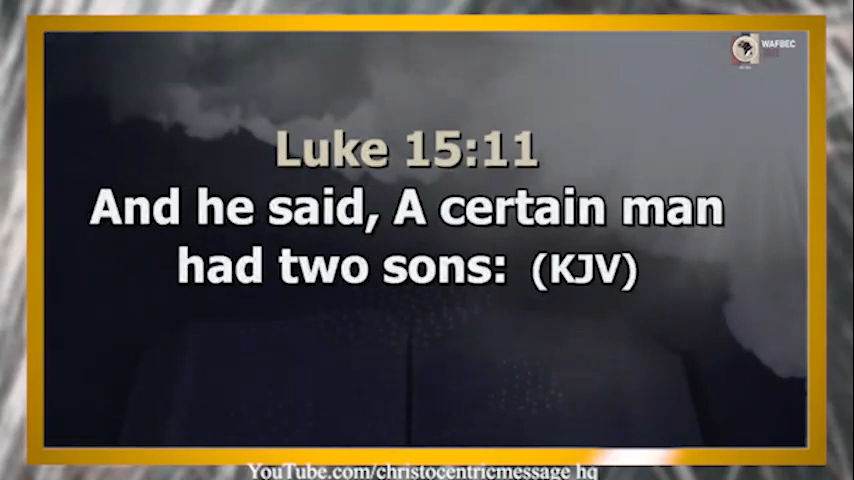 WAFBEC
Luke 15:11
And he said, A certain man
had two sons: (KJV)
YouTube.com/christocentricmessage hq